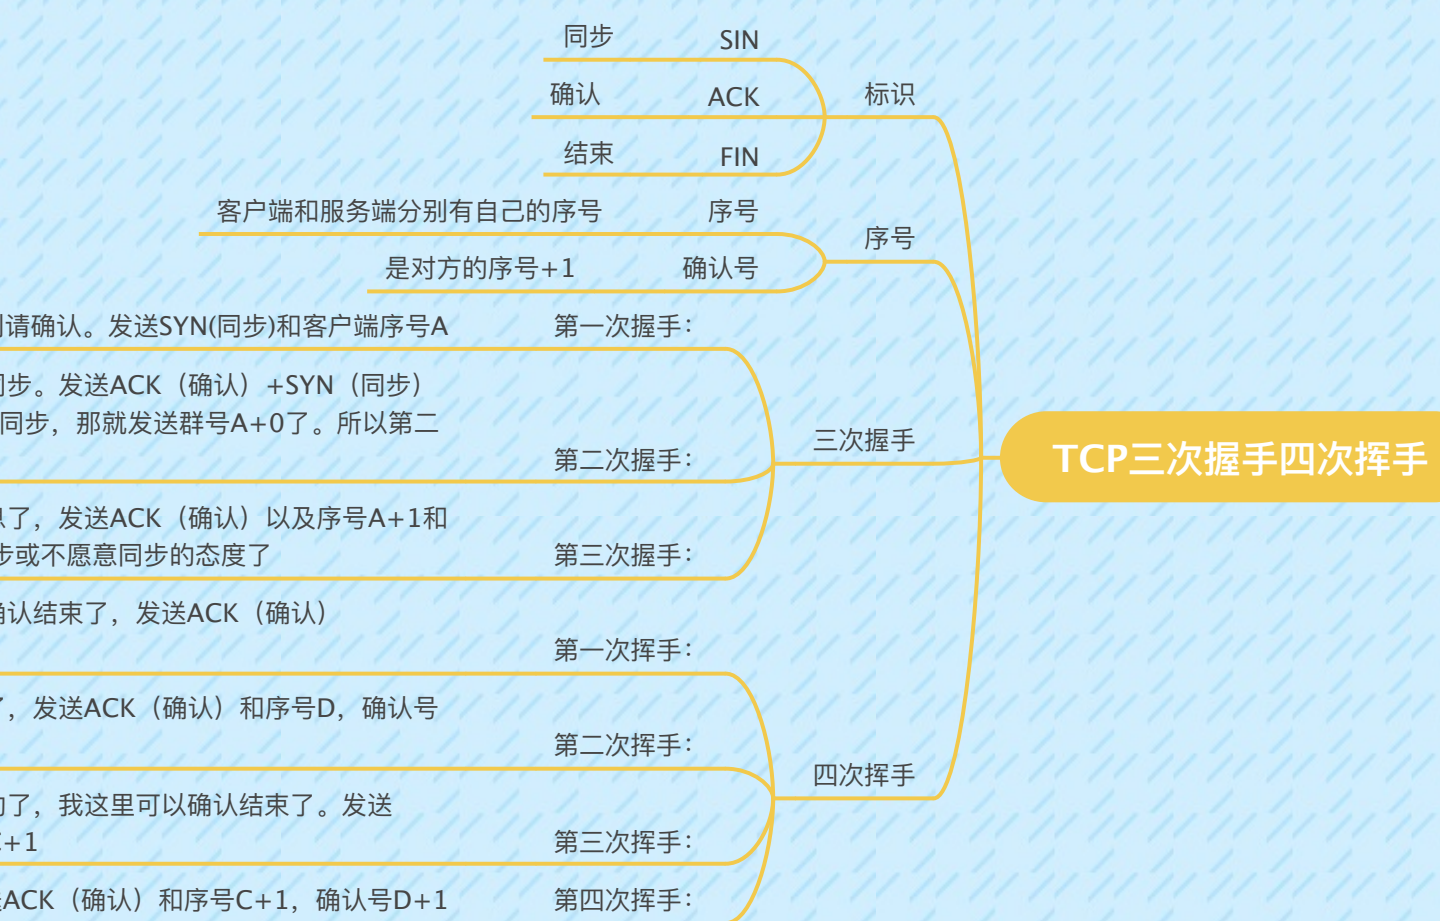 TCP三次握手四次挥手
标识
同步 SIN
确认 ACK
结束 FIN
序号
客户端和服务端分别有自己的序号 序号
是对方的序号+1 确认号
三次握手
请确认。发送SYN(同步)和客户端序号A 第一次握手：
步。发送ACK（确认）+SYN（同步）
同步，那就发送群号A+0了。所以第二
第二次握手：
了，发送ACK（确认）以及序号A+1和
步或不愿意同步的态度了 第三次握手：
四次挥手
确认结束了，发送ACK（确认）
第一次挥手：
，发送ACK（确认）和序号D，确认号
第二次挥手：
了，我这里可以确认结束了。发送
+1 第三次挥手：
ACK（确认）和序号C+1，确认号D+1 第四次挥手：